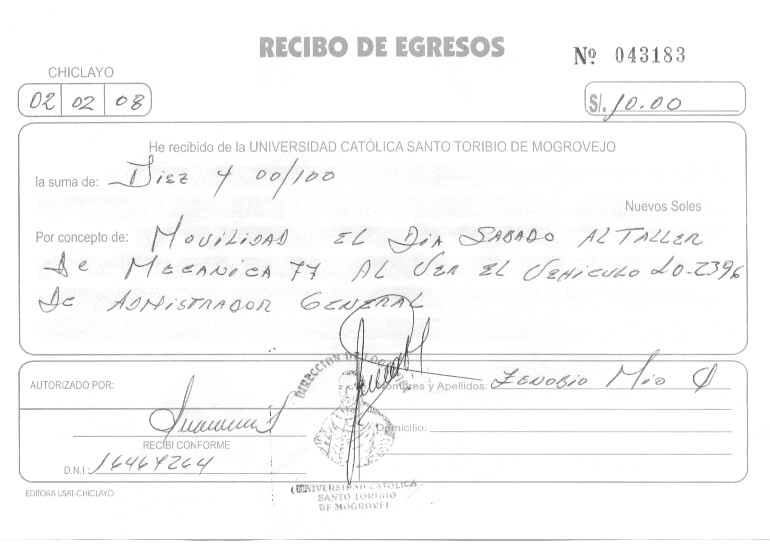 RECIBO DE EGRESOS
Nº 043183
CHICLAYO
02 02 08
S/. 10.00
He recibido de la UNIVERSIDAD CATÓLICA SANTO TORIBIO DE MOGROVEJO
la suma de: Diez y 00/100
Nuevos Soles
Por concepto de: MOVILIDAD EL DIA SABADO AL TALLER
DE MECANICA 77 AL VER EL VEHICULO LO-2396
DE ADMISTRADOR GENERAL
DIRECCION DE
AUTORIZADO POR:
Nombres y Apellidos: ZENOBIO Mio
Domicilio:
RECIBI CONFORME
D.N.I: 16467264
UNIVERSIDAD CATOLICA
SANTO TORIBIO
DE MOGROVEJO
EDITORA USAT-CHICLAYO